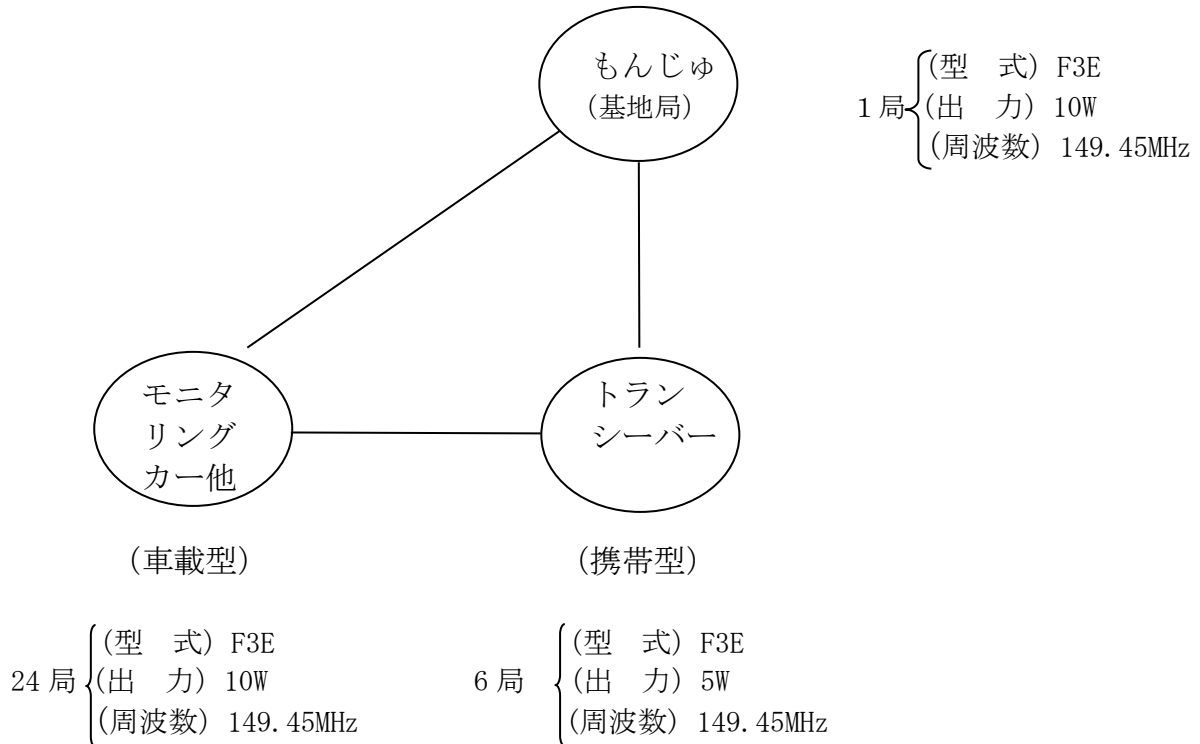 もんじゅ
(基地局)
1局
(型　式) F3E
(出　力) 10W
(周波数) 149.45MHz
モニタ
リング
カー他
トラン
シーバー
(車載型)
(携帯型)
24局
(型　式) F3E
(出　力) 10W
(周波数) 149.45MHz
6局
(型　式) F3E
(出　力) 5W
(周波数) 149.45MHz